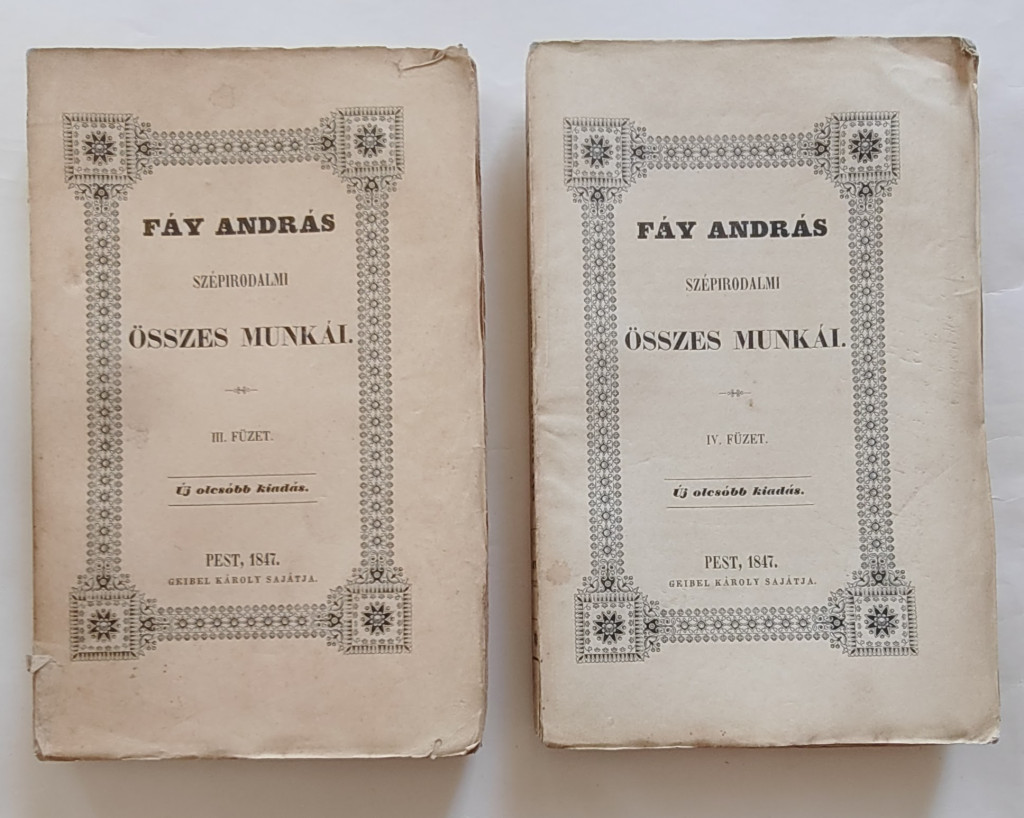 FÁY ANDRÁS
SZÉPIRODALMI
ÖSSZES MUNKÁI.
III. FÜZET.
Új olcsóbb kiadás.
PEST, 1847.
GEIBEL KÁROLY SAJÁTJA.
FÁY ANDRÁS
SZÉPIRODALMI
ÖSSZES MUNKÁI.
IV. FÜZET.
Új olcsóbb kiadás.
PEST, 1847.
GEIBEL KÁROLY SAJÁTJA.